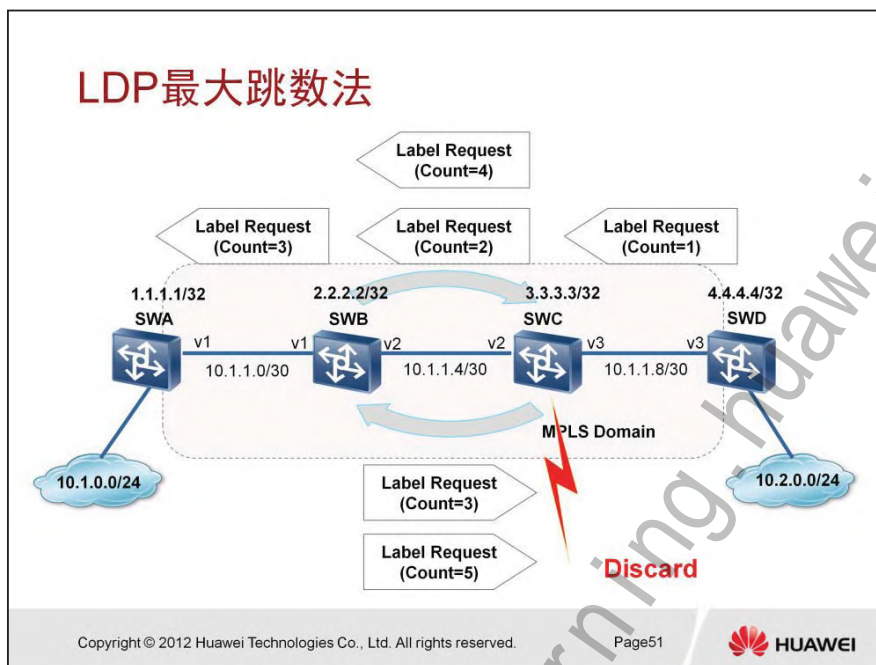 LDP最大跳数法
Label Request
(Count=4)
Label Request
(Count=3)
Label Request
(Count=2)
Label Request
(Count=1)
1.1.1.1/32
SWA
2.2.2.2/32
SWB
3.3.3.3/32
SWC
4.4.4.4/32
SWD
v1
v1
v2
v2
v3
v3
10.1.1.0/30
10.1.1.4/30
10.1.1.8/30
MPLS Domain
10.1.0.0/24
10.2.0.0/24
Label Request
(Count=3)
Label Request
(Count=5)
Discard
Copyright © 2012 Huawei Technologies Co., Ltd. All rights reserved.
Page51
HUAWEI
rning.huawei.